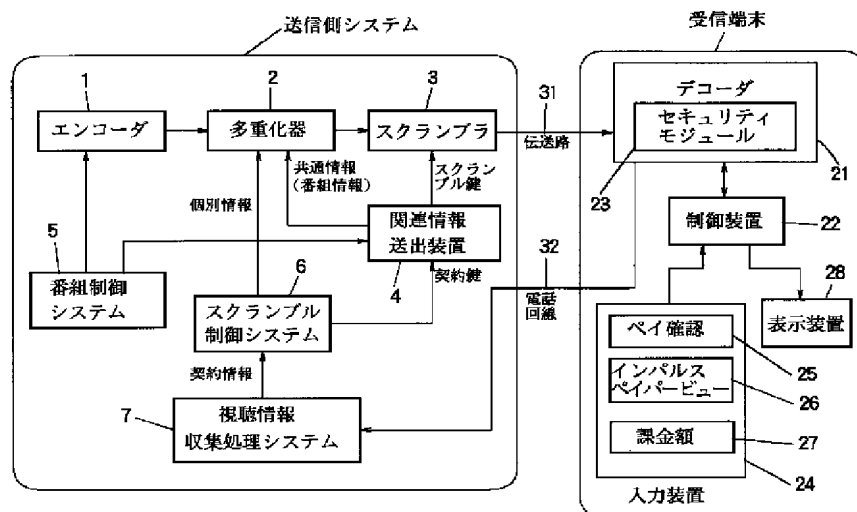 送信側システム
受信端末
1
エンコーダ
2
多重化器
3
スクランブラ
31
伝送路
デコーダ
セキュリティ
モジュール
23
21
共通情報
(番組情報)
スクラン
ブル鍵
個別情報
関連情報
送出装置
4
契約鍵
制御装置
22
5
番組制御
システム
6
スクランブル
制御システム
32
電話
回線
28
表示装置
契約情報
7
視聴情報
収集処理システム
ペイ確認
25
インパルス
ペイパービュー
26
課金額
27
24
入力装置